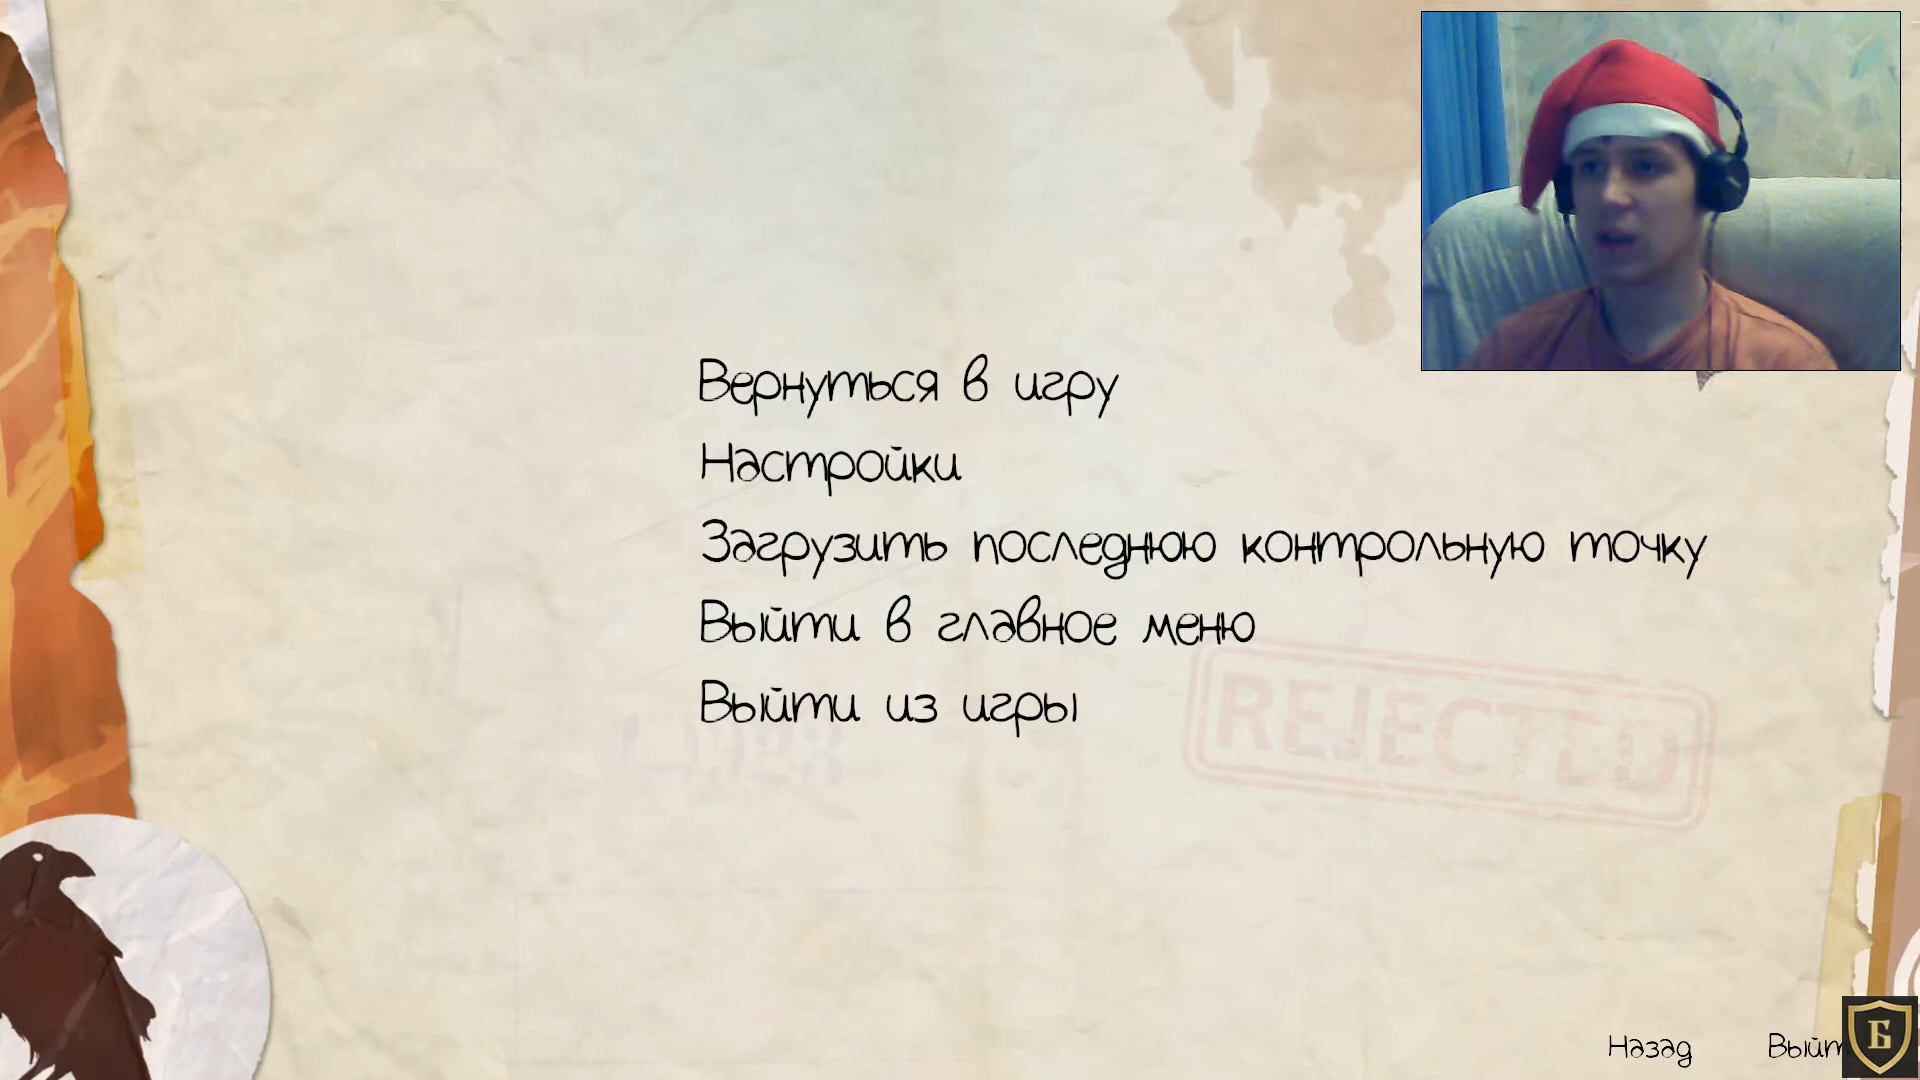 Вернуться в игру
Настройки
Загрузить последнюю контрольную точку
Выйти в главное меню
Выйти из игры
REJECTED
Назад
Б